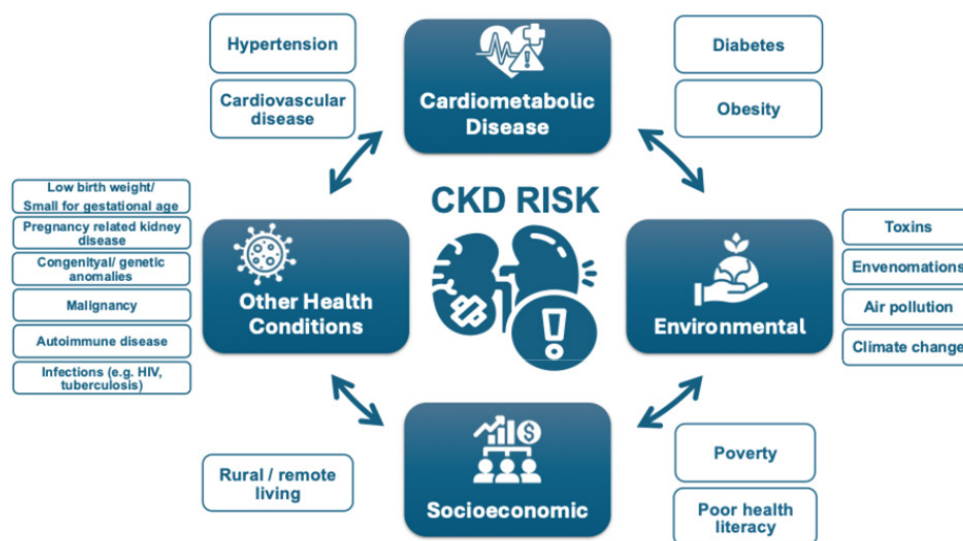 Hypertension
Cardiovascular
disease
Cardiometabolic
Disease
Diabetes
Obesity
CKD RISK
Low birth weight/
Small for gestational age
Pregnancy related kidney
disease
Congenityal/ genetic
anomalies
Malignancy
Autoimmune disease
Infections (e.g. HIV,
tuberculosis)
Other Health
Conditions
Environmental
Toxins
Envenomations
Air pollution
Climate change
Rural / remote
living
$
Socioeconomic
Poverty
Poor health
literacy